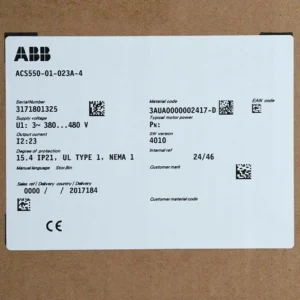 ABB
ACS550-01-023A-4
Serial Number
3171801325
Material code
3AUA0000002417-D
EAN code
Supply voltage
U1: 3~ 380...480 V
Typical motor power
PN:
Output current
I2:23
SW version
4010
Degree of protection
15.4 IP21, UL TYPE 1, NEMA 1
Internal ref
24/46
Manual language
Customer mark
Sales ref / Delivery country / Delivery
0000 / / 2017184
Customer material code
CE